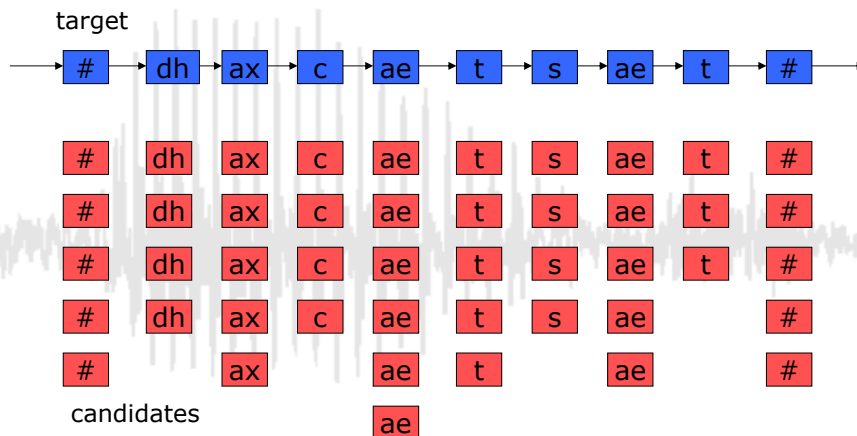 target
# dh ax c ae t s ae t #
# dh ax c ae t s ae t #
# dh ax c ae t s ae t #
# dh ax c ae t s ae t #
# dh ax c ae t s ae #
# ax ae t ae #
candidates
ae